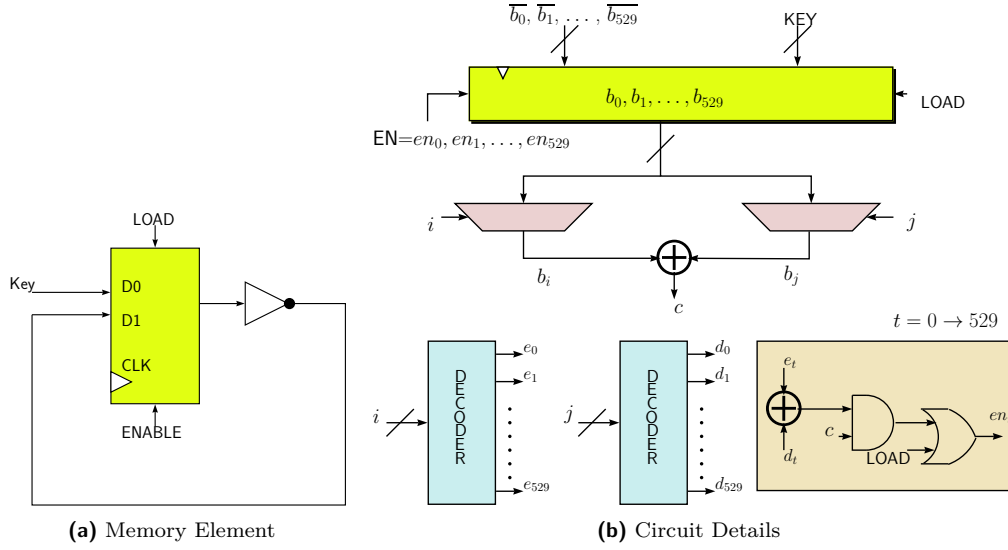 LOAD
Key
D0
D1
CLK
ENABLE
(a) Memory Element
b̅₀, b̅₁, . . . , b̅₅₂₉
KEY
b₀, b₁, . . . , b₅₂₉
LOAD
EN=en₀, en₁, . . . , en₅₂₉
i
j
bᵢ
bⱼ
c
t = 0 → 529
i
DECODER
e₀
e₁
e₅₂₉
j
DECODER
d₀
d₁
d₅₂₉
eₜ
dₜ
c
LOAD
en
(b) Circuit Details